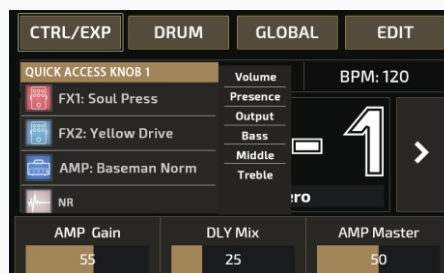 CTRL/EXP DRUM GLOBAL EDIT
QUICK ACCESS KNOB 1
BPM: 120
FX1: Soul Press
FX2: Yellow Drive
AMP: Baseman Norm
NR
Volume
Presence
Output
Bass
Middle
Treble
-1
AMP Gain DLY Mix AMP Master
55 25 50